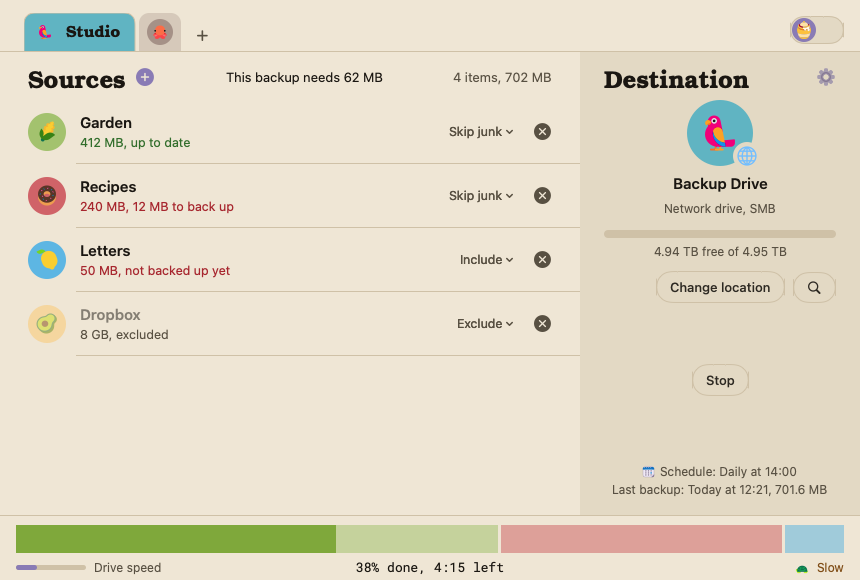 Studio
+
Sources
This backup needs 62 MB
4 items, 702 MB
Garden
412 MB, up to date
Skip junk
Recipes
240 MB, 12 MB to back up
Skip junk
Letters
50 MB, not backed up yet
Include
Dropbox
8 GB, excluded
Exclude
Destination
Backup Drive
Network drive, SMB
4.94 TB free of 4.95 TB
Change location
Stop
Schedule: Daily at 14:00
Last backup: Today at 12:21, 701.6 MB
Drive speed
38% done, 4:15 left
Slow